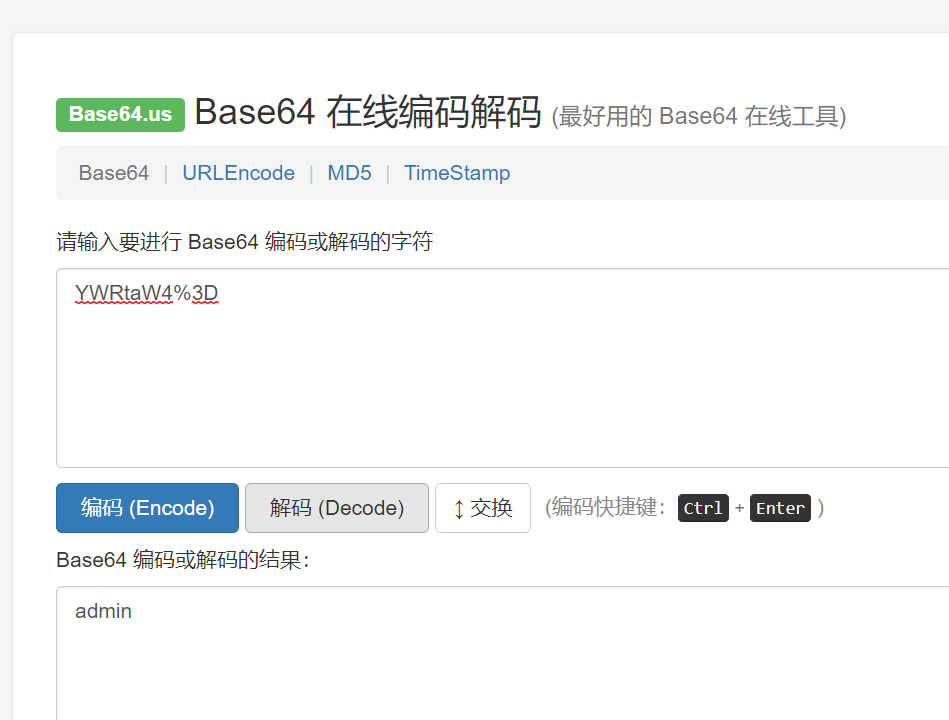 Base64.us Base64 在线编码解码 (最好用的 Base64 在线工具)
Base64 | URLEncode | MD5 | TimeStamp
请输入要进行 Base64 编码或解码的字符
YWRtaW4%3D
编码 (Encode) 解码 (Decode) ↕ 交换 (编码快捷键： Ctrl + Enter )
Base64 编码或解码的结果：
admin